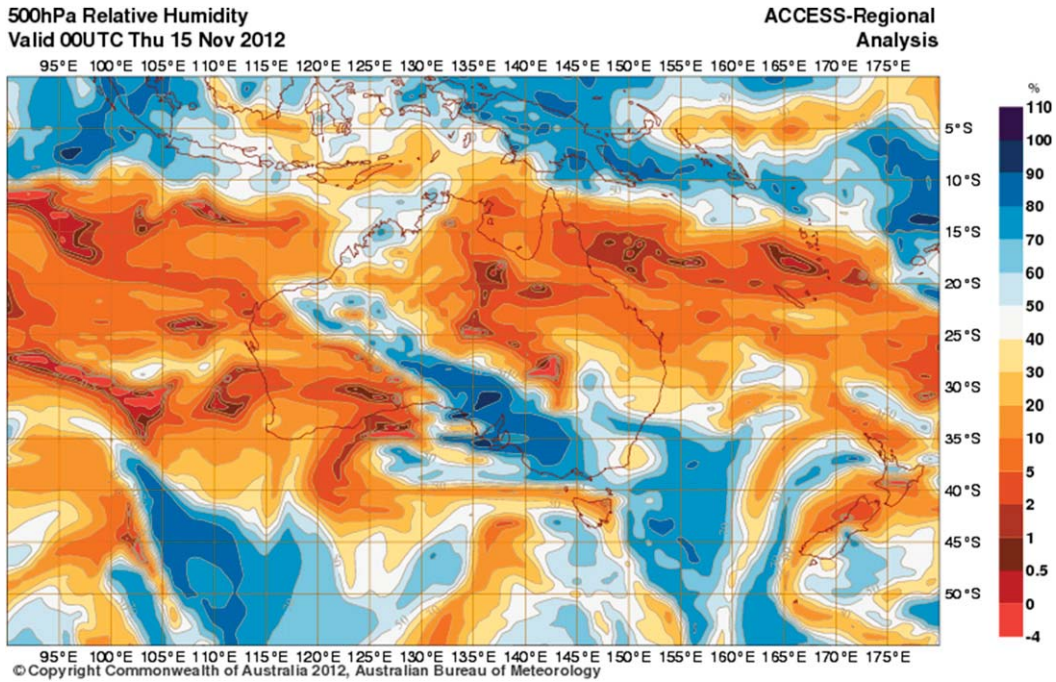 500hPa Relative Humidity
ACCESS-Regional
Valid 00UTC Thu 15 Nov 2012
Analysis
95°E 100°E 105°E 110°E 115°E 120°E 125°E 130°E 135°E 140°E 145°E 150°E 155°E 160°E 165°E 170°E 175°E
%
110
100
90
80
70
60
50
40
30
20
10
5
2
1
0.5
0
-4
5°S
10°S
15°S
20°S
25°S
30°S
35°S
40°S
45°S
50°S
95°E 100°E 105°E 110°E 115°E 120°E 125°E 130°E 135°E 140°E 145°E 150°E 155°E 160°E 165°E 170°E 175°E
© Copyright Commonwealth of Australia 2012, Australian Bureau of Meteorology